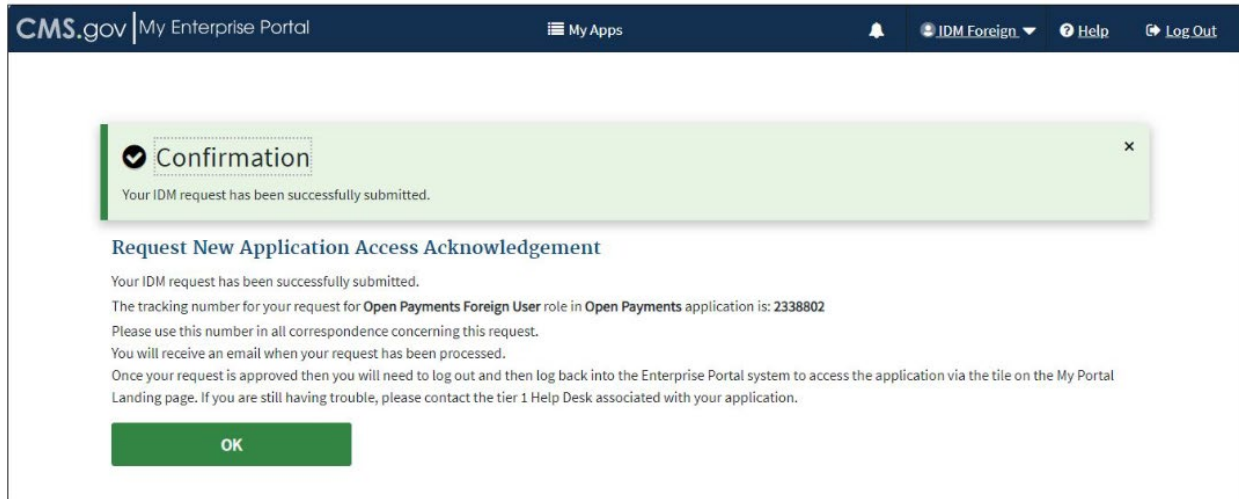 CMS.gov My Enterprise Portal My Apps IDM Foreign Help Log Out
Confirmation ×
Your IDM request has been successfully submitted.
Request New Application Access Acknowledgement
Your IDM request has been successfully submitted.
The tracking number for your request for Open Payments Foreign User role in Open Payments application is: 2338802
Please use this number in all correspondence concerning this request.
You will receive an email when your request has been processed.
Once your request is approved then you will need to log out and then log back into the Enterprise Portal system to access the application via the tile on the My Portal
Landing page. If you are still having trouble, please contact the tier 1 Help Desk associated with your application.
OK